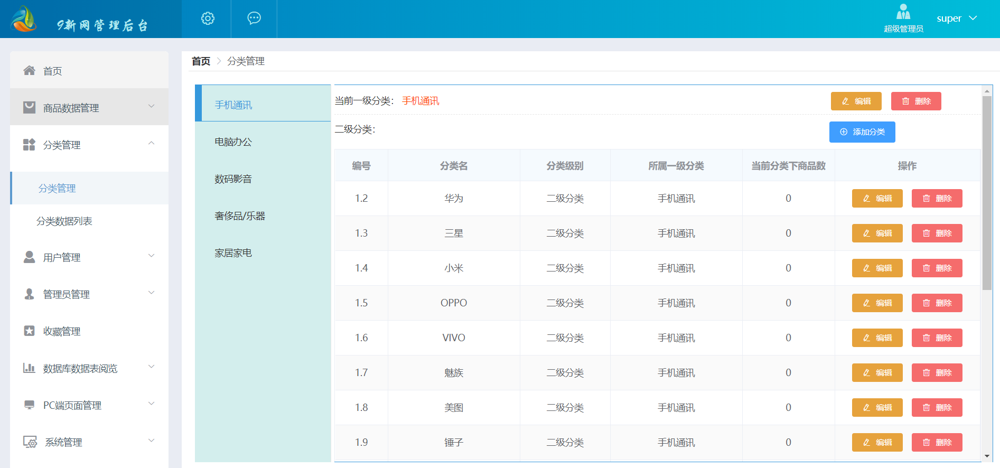 9新网管理后台
超级管理员
super
首页
商品数据管理
分类管理
分类管理
分类数据列表
用户管理
管理员管理
收藏管理
数据库数据表阅览
PC端页面管理
系统管理
首页 分类管理
手机通讯
电脑办公
数码影音
奢侈品/乐器
家居家电
当前一级分类： 手机通讯 编辑 删除
二级分类： 添加分类
编号 分类名 分类级别 所属一级分类 当前分类下商品数 操作
1.2 华为 二级分类 手机通讯 0 编辑 删除
1.3 三星 二级分类 手机通讯 0 编辑 删除
1.4 小米 二级分类 手机通讯 0 编辑 删除
1.5 OPPO 二级分类 手机通讯 0 编辑 删除
1.6 VIVO 二级分类 手机通讯 0 编辑 删除
1.7 魅族 二级分类 手机通讯 0 编辑 删除
1.8 美图 二级分类 手机通讯 0 编辑 删除
1.9 锤子 二级分类 手机通讯 0 编辑 删除